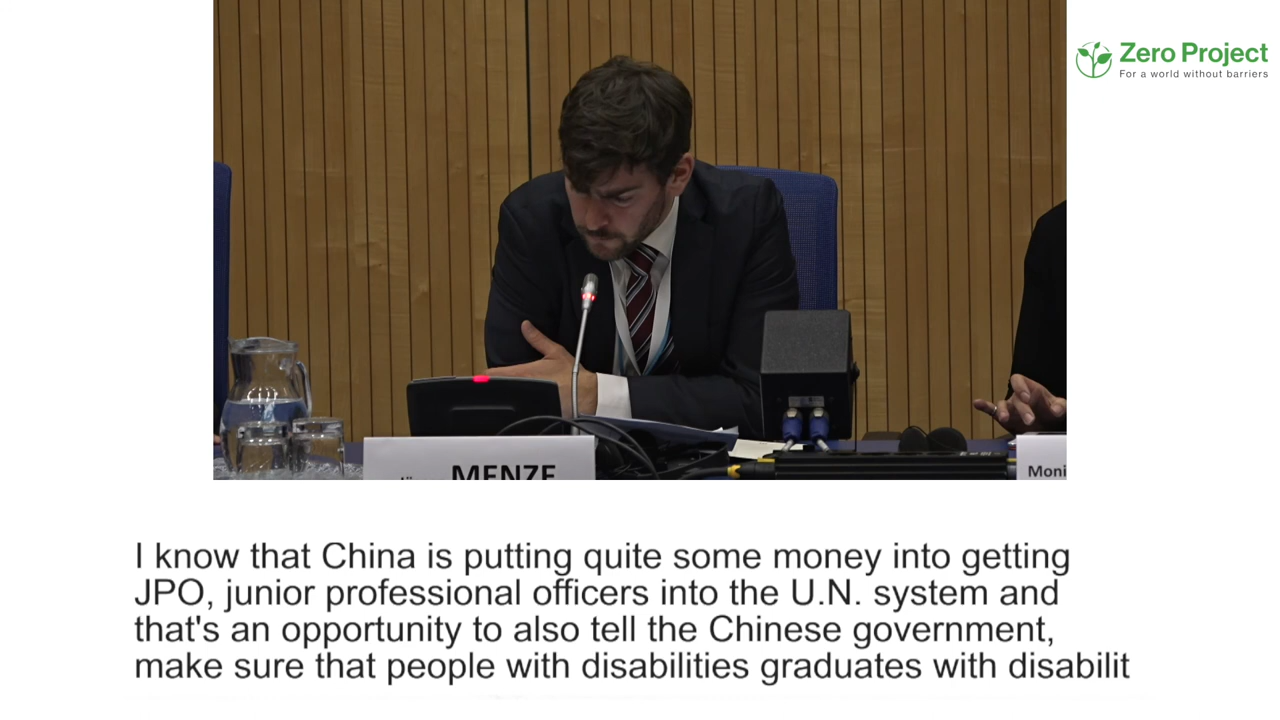 Zero Project
For a world without barriers
MENZE
Moni
I know that China is putting quite some money into getting
JPO, junior professional officers into the U.N. system and
that's an opportunity to also tell the Chinese government,
make sure that people with disabilities graduates with disabilit